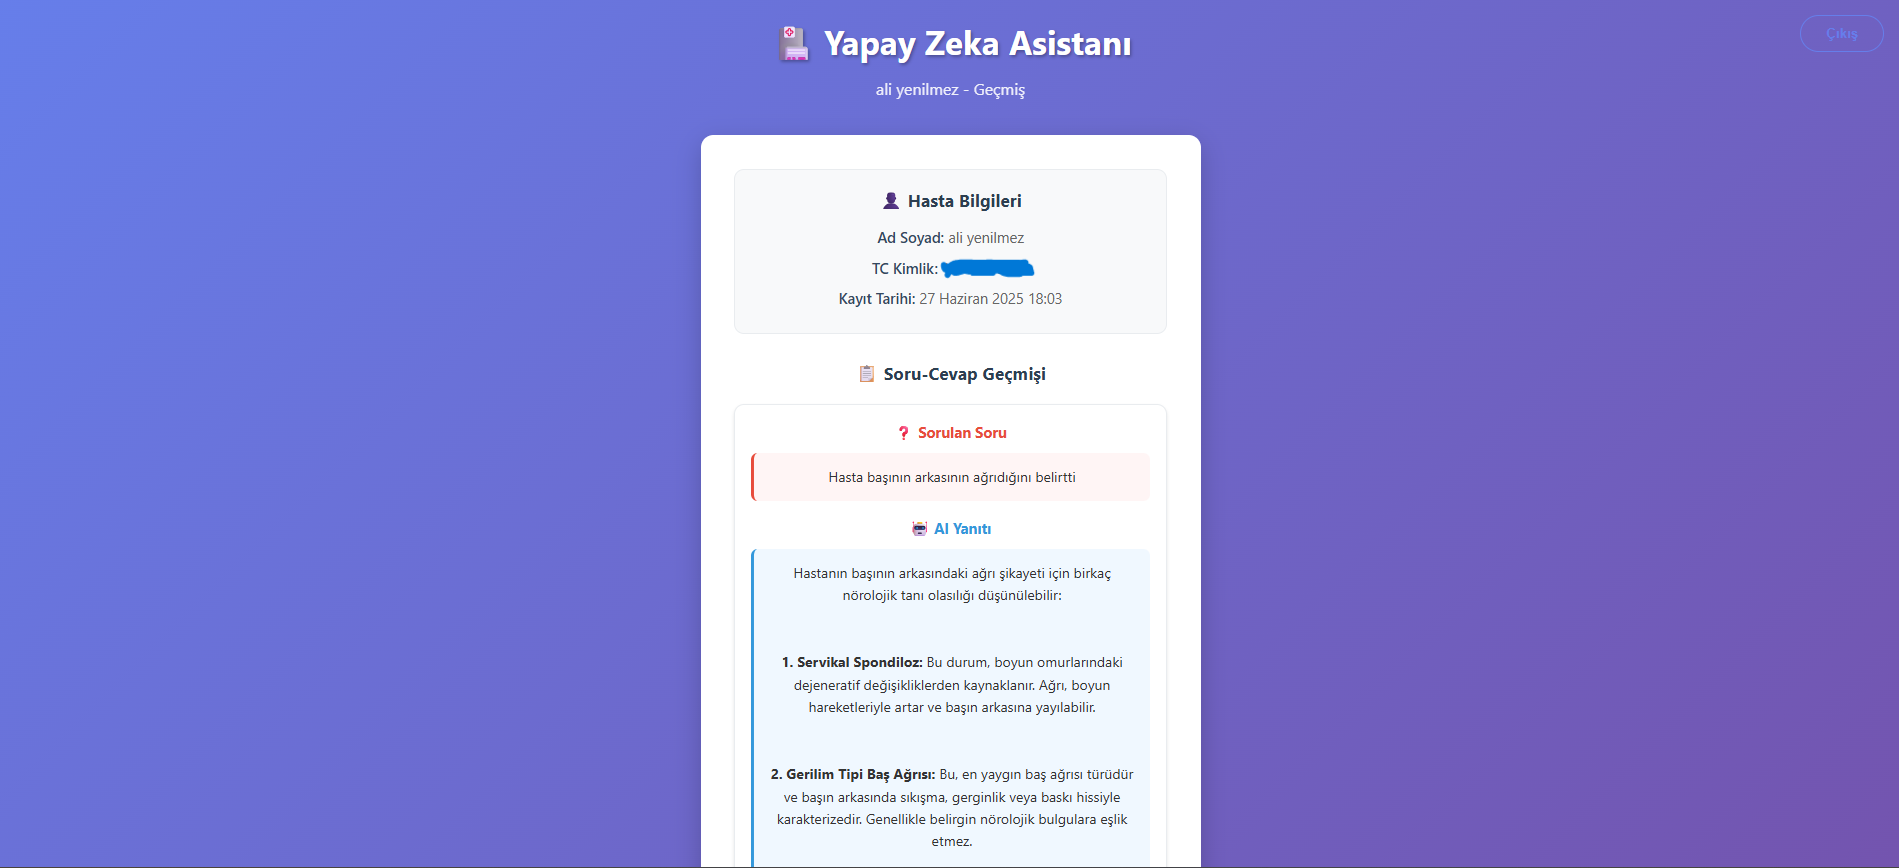 Yapay Zeka Asistanı
Çıkış
ali yenilmez - Geçmiş
Hasta Bilgileri
Ad Soyad: ali yenilmez
TC Kimlik:
Kayıt Tarihi: 27 Haziran 2025 18:03
Soru-Cevap Geçmişi
Sorulan Soru
Hasta başının arkasının ağrıdığını belirtti
AI Yanıtı
Hastanın başının arkasındaki ağrı şikayeti için birkaç
nörolojik tanı olasılığı düşünülebilir:
1. Servikal Spondiloz: Bu durum, boyun omurlarındaki
dejeneratif değişikliklerden kaynaklanır. Ağrı, boyun
hareketleriyle artar ve başın arkasına yayılabilir.
2. Gerilim Tipi Baş Ağrısı: Bu, en yaygın baş ağrısı türüdür
ve başın arkasında sıkışma, gerginlik veya baskı hissiyle
karakterizedir. Genellikle belirgin nörolojik bulgulara eşlik
etmez.